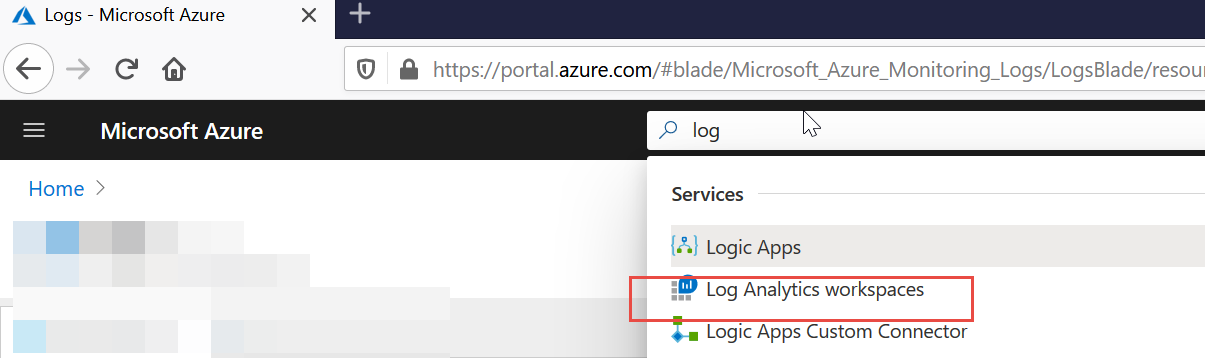 Logs - Microsoft Azure
https://portal.azure.com/#blade/Microsoft_Azure_Monitoring_Logs/LogsBlade/resou
Microsoft Azure
log
Home
Services
Logic Apps
Log Analytics workspaces
Logic Apps Custom Connector